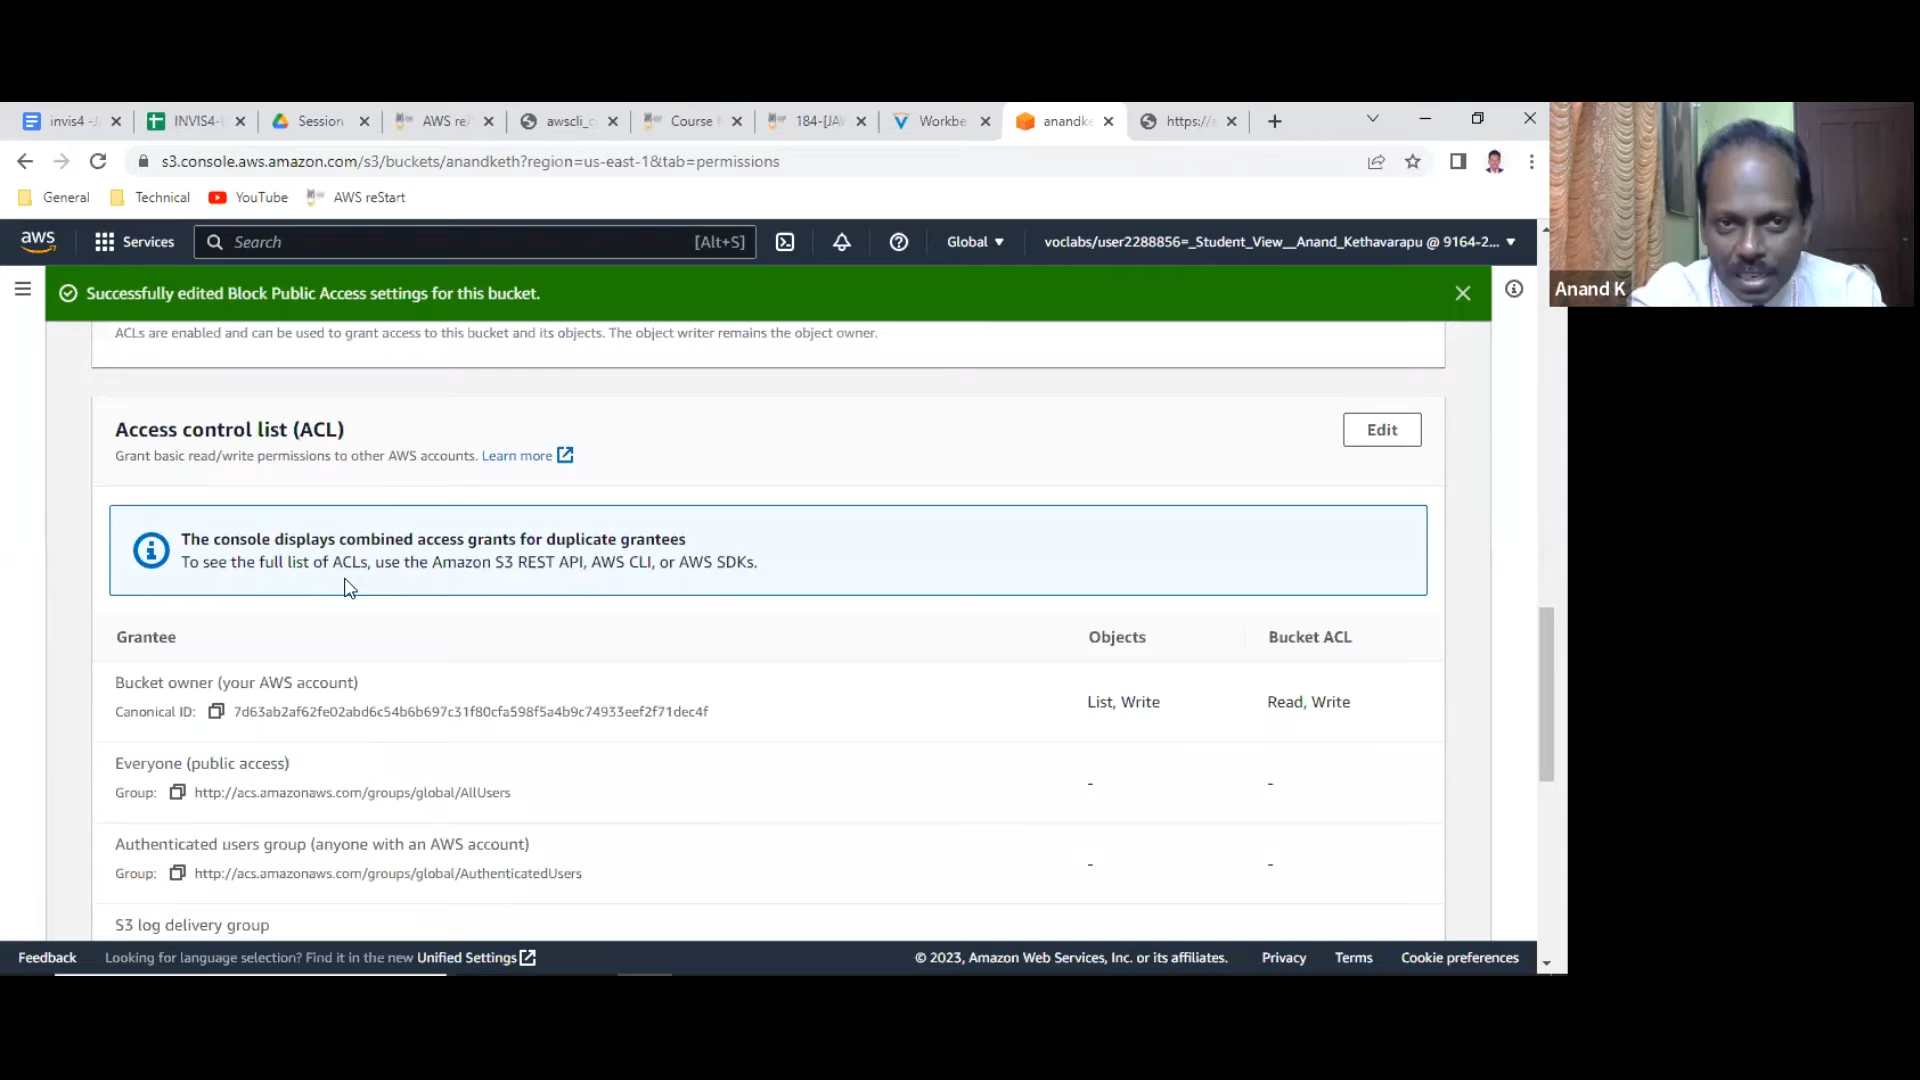 invis4 -J
INVIS4-
Session
AWS re/
awscli_c
Course
184-[JA
Workbe
anandke
https://
s3.console.aws.amazon.com/s3/buckets/anandketh?region=us-east-1&tab=permissions
General
Technical
YouTube
AWS reStart
aws
Services
Search
[Alt+S]
Global
voclabs/user2288856=_Student_View__Anand_Kethavarapu @ 9164-2...
Anand K
Successfully edited Block Public Access settings for this bucket.
ACLs are enabled and can be used to grant access to this bucket and its objects. The object writer remains the object owner.
Access control list (ACL)
Edit
Grant basic read/write permissions to other AWS accounts. Learn more
The console displays combined access grants for duplicate grantees
To see the full list of ACLs, use the Amazon S3 REST API, AWS CLI, or AWS SDKs.
Grantee Objects Bucket ACL
Bucket owner (your AWS account)
Canonical ID: 7d63ab2af62fe02abd6c54b6b697c31f80cfa598f5a4b9c74933eef2f71dec4f
List, Write Read, Write
Everyone (public access)
Group: http://acs.amazonaws.com/groups/global/AllUsers
- -
Authenticated users group (anyone with an AWS account)
Group: http://acs.amazonaws.com/groups/global/AuthenticatedUsers
- -
S3 log delivery group
Feedback
Looking for language selection? Find it in the new Unified Settings
© 2023, Amazon Web Services, Inc. or its affiliates.
Privacy
Terms
Cookie preferences